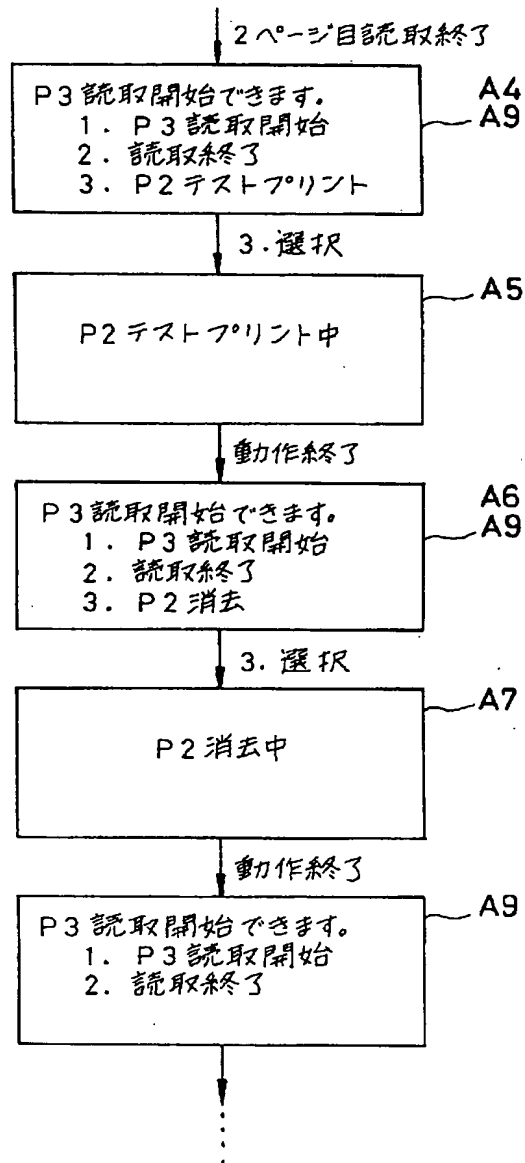 2ページ目読取終了
P3読取開始できます。
1. P3読取開始
2. 読取終了
3. P2テストプリント
A4
A9
3.選択
P2テストプリント中
A5
動作終了
P3読取開始できます。
1. P3読取開始
2. 読取終了
3. P2消去
A6
A9
3.選択
P2消去中
A7
動作終了
P3読取開始できます。
1. P3読取開始
2. 読取終了
A9